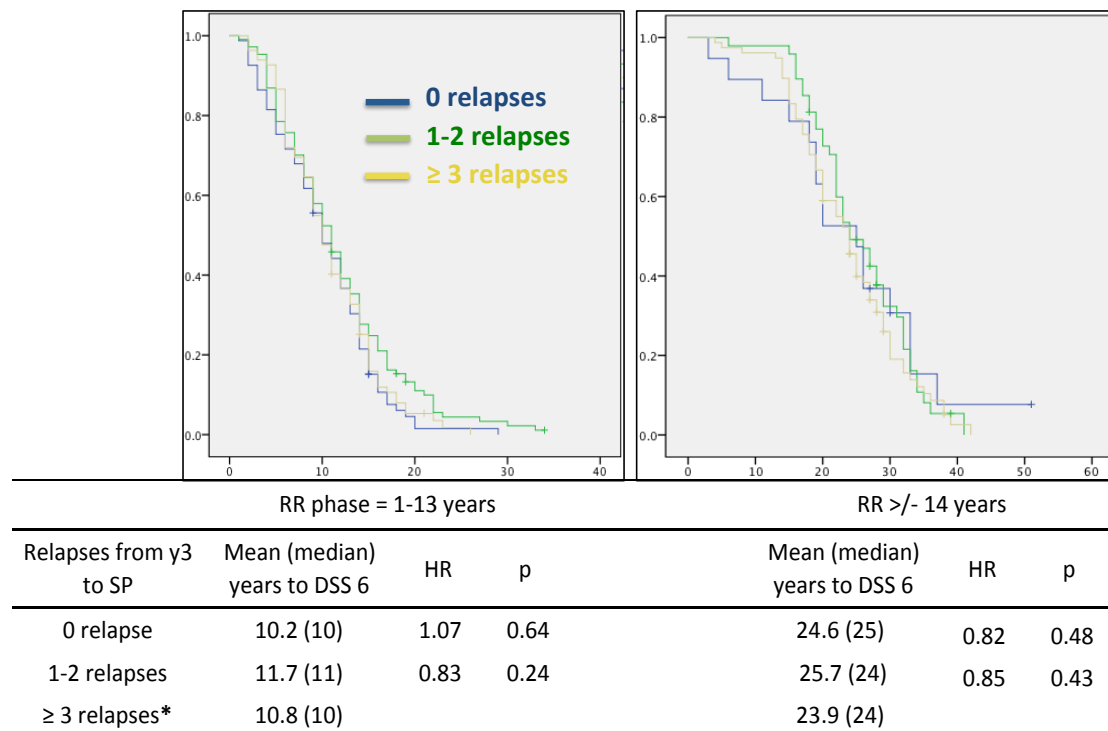 1.0
0.8
0.6
0.4
0.2
0.0
0 10 20 30 40
0 relapses
1-2 relapses
≥ 3 relapses
1.0
0.8
0.6
0.4
0.2
0.0
0 10 20 30 40 50 60
RR phase = 1-13 years RR >/- 14 years
Relapses from y3 to SP Mean (median) years to DSS 6 HR p Mean (median) years to DSS 6 HR p
0 relapse 10.2 (10) 1.07 0.64 24.6 (25) 0.82 0.48
1-2 relapses 11.7 (11) 0.83 0.24 25.7 (24) 0.85 0.43
≥ 3 relapses* 10.8 (10) 23.9 (24)